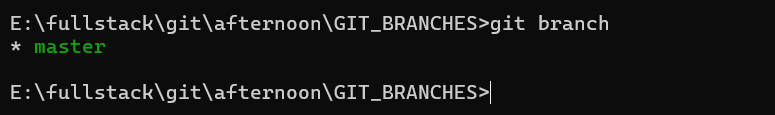 E:\fullstack\git\afternoon\GIT_BRANCHES>git branch
* master
E:\fullstack\git\afternoon\GIT_BRANCHES>